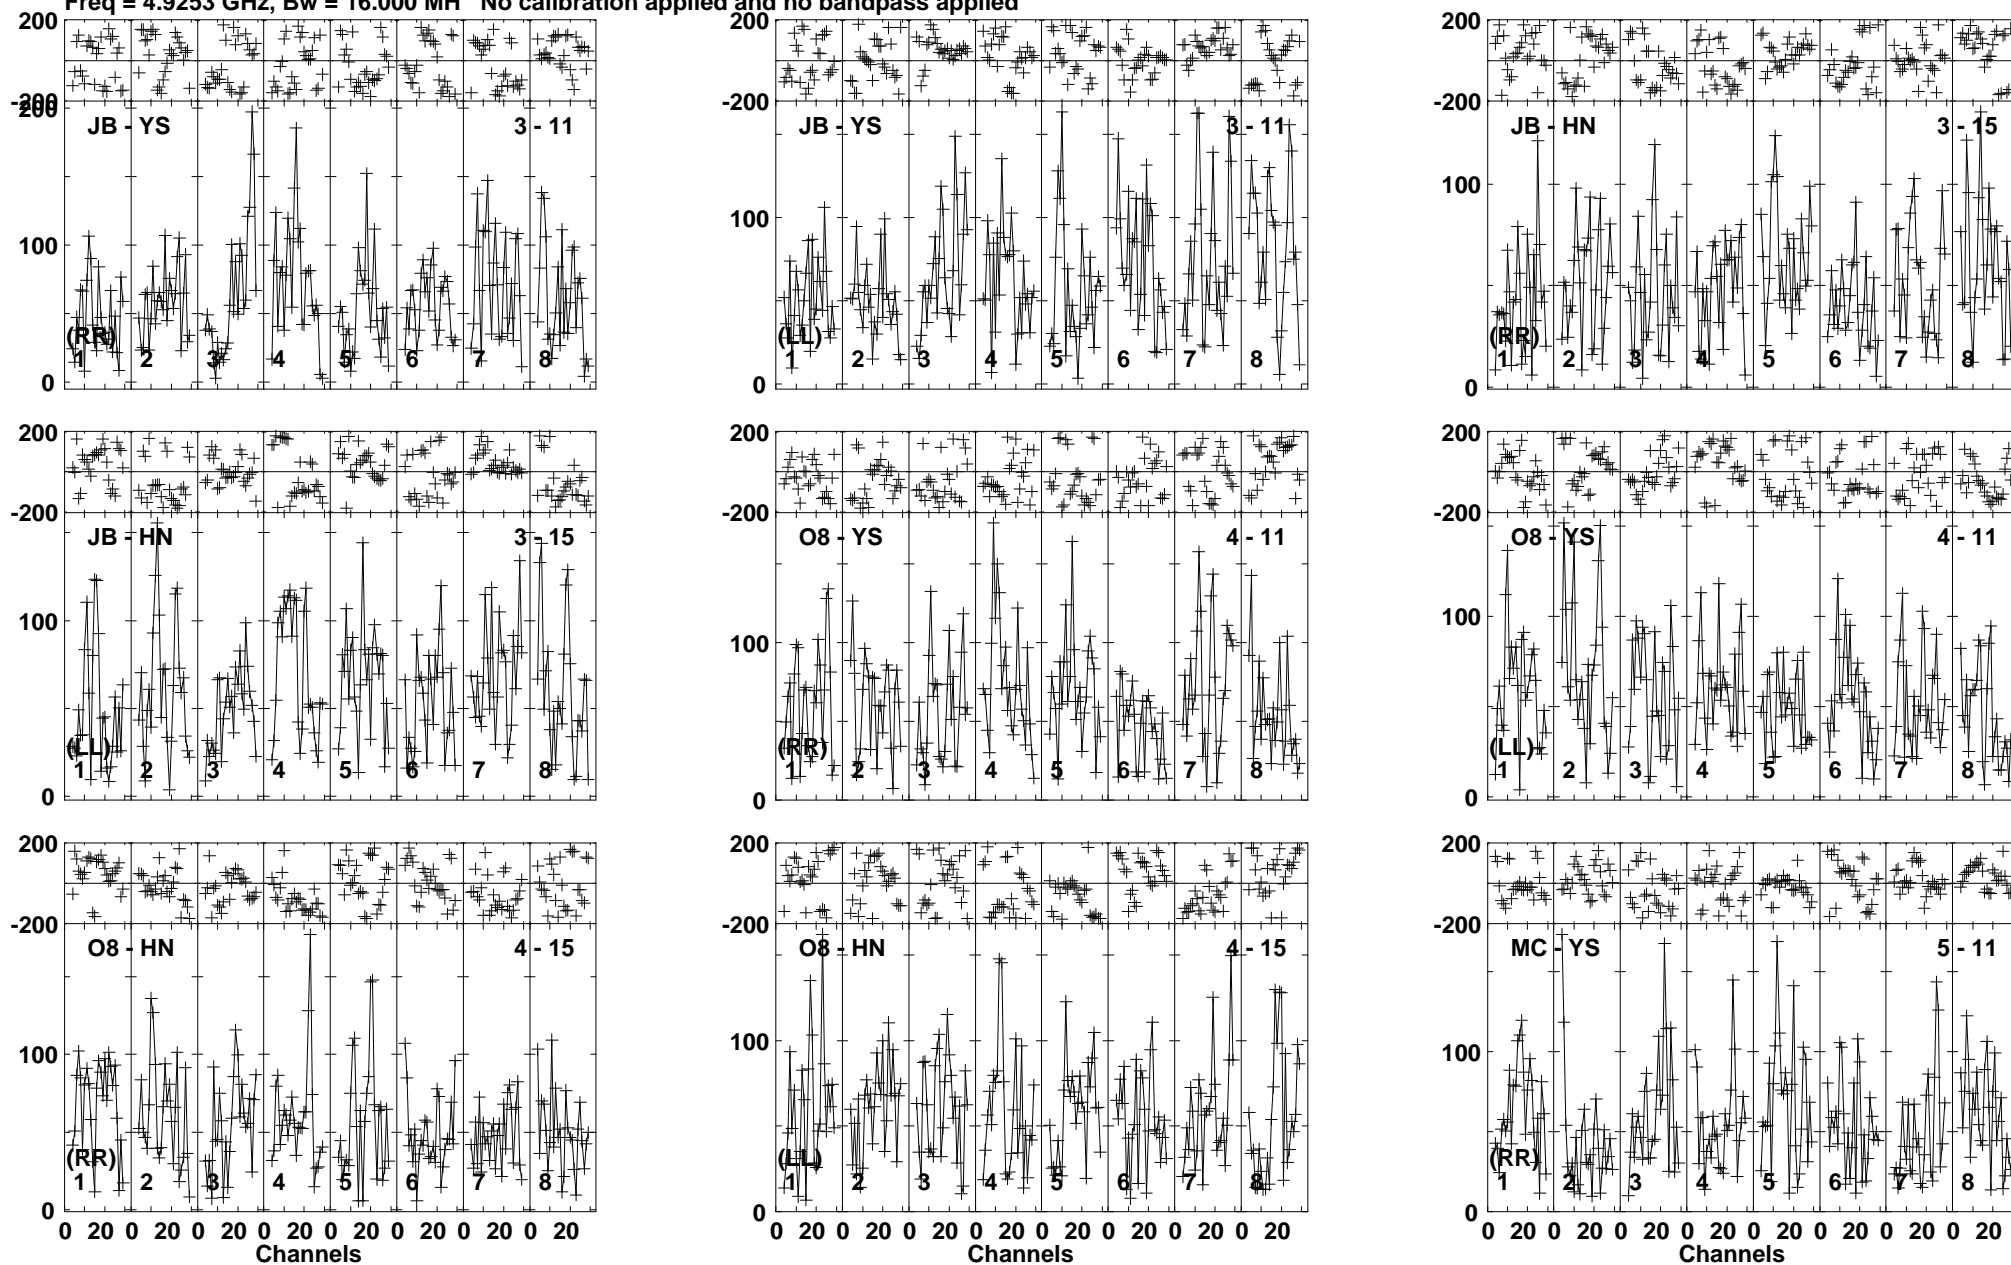 Freq = 4.9253 GHz, Bw = 16.000 MH No calibration applied and no bandpass applied
200 200 200
-200 -200 -200
200
JB - YS 3 - 11 JB - YS 3 - 11 JB - HN 3 - 15
100 100 100
(RR) (LL) (RR)
1 2 3 4 5 6 7 8 1 2 3 4 5 6 7 8 1 2 3 4 5 6 7 8
0 0 0
200 200 200
-200 -200 -200
JB - HN 3 - 15 O8 - YS 4 - 11 O8 - YS 4 - 11
100 100 100
(LL) (RR) (LL)
1 2 3 4 5 6 7 8 1 2 3 4 5 6 7 8 1 2 3 4 5 6 7 8
0 0 0
200 200 200
-200 -200 -200
O8 - HN 4 - 15 O8 - HN 4 - 15 MC - YS 5 - 11
100 100 100
(RR) (LL) (RR)
1 2 3 4 5 6 7 8 1 2 3 4 5 6 7 8 1 2 3 4 5 6 7 8
0 0 0
0 20 0 20 0 20 0 20 0 20 0 20 0 20 0 20 0 20 0 20 0 20 0 20 0 20 0 20 0 20 0 20 0 20 0 20 0 20 0 20 0 20 0 20 0 20 0 20
Channels Channels Channels